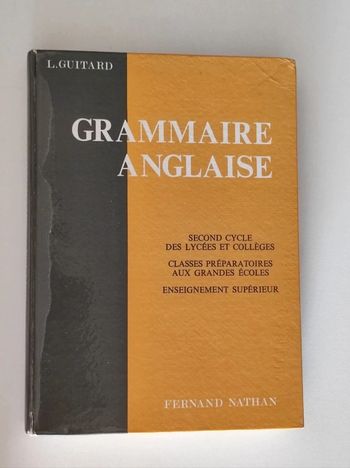 L.GUITARD
GRAMMAIRE
ANGLAISE
SECOND CYCLE
DES LYCÉES ET COLLÈGES
CLASSES PRÉPARATOIRES
AUX GRANDES ÉCOLES
ENSEIGNEMENT SUPÉRIEUR
FERNAND NATHAN